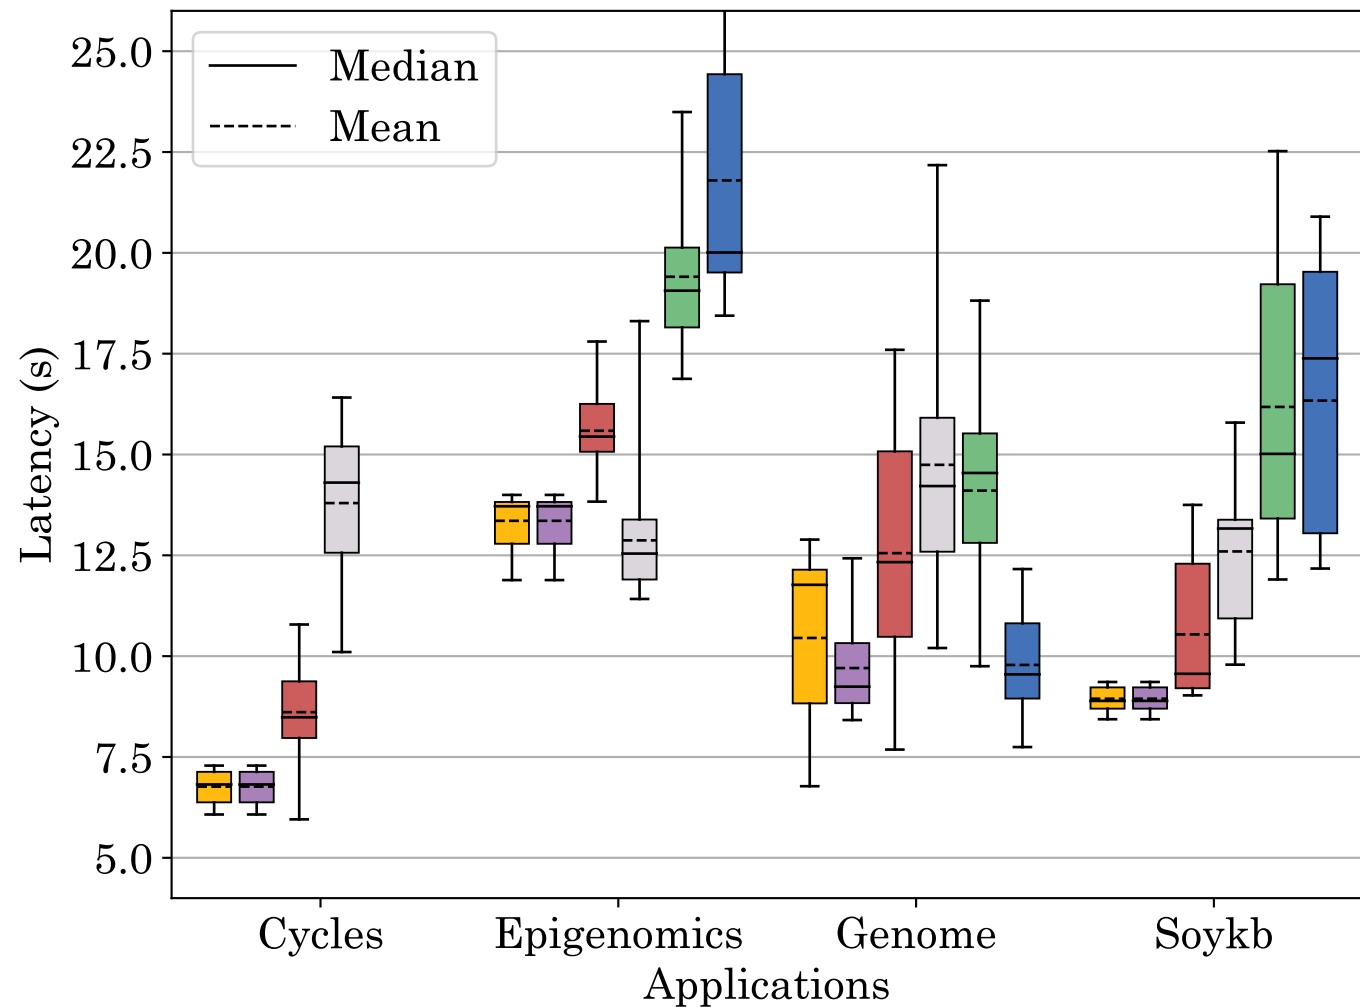 25.0
22.5
20.0
17.5
15.0
12.5
10.0
7.5
5.0
Latency (s)
Median
Mean
Cycles
Epigenomics
Genome
Soykb
Applications